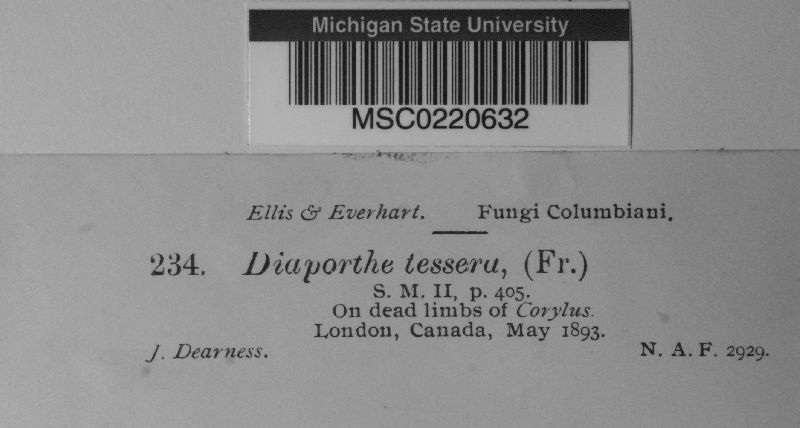 Michigan State University
MSC0220632
Ellis & Everhart. Fungi Columbiani.
234. Diaporthe tessera, (Fr.)
S. M. II, p. 405.
On dead limbs of Corylus.
London, Canada, May 1893.
J. Dearness. N. A. F. 2929.